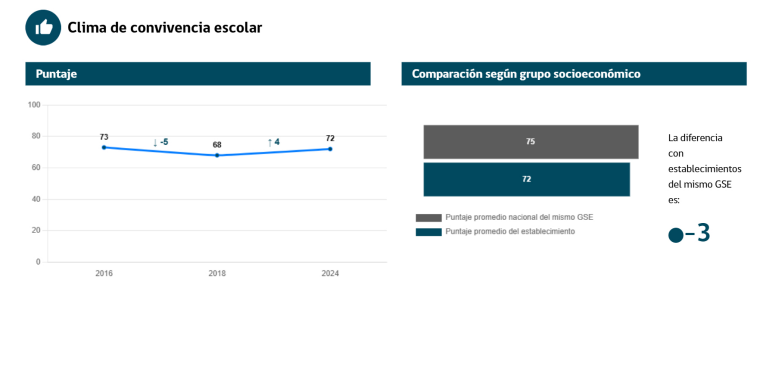 Clima de convivencia escolar
Puntaje
100
80
60
40
20
0
73
↓ -5
68
↑ 4
72
2016
2018
2024
Comparación según grupo socioeconómico
75
72
Puntaje promedio nacional del mismo GSE
Puntaje promedio del establecimiento
La diferencia
con
establecimientos
del mismo GSE
es:
-3